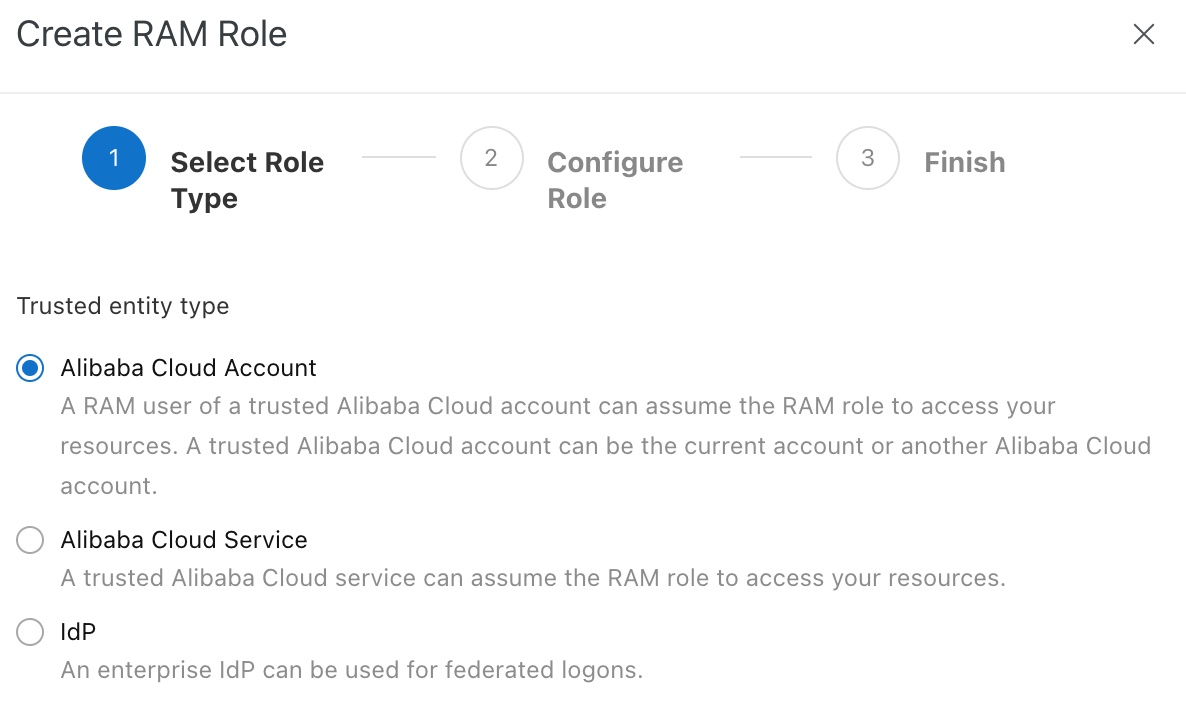 Create RAM Role
1
Select Role
Type
2
Configure
Role
3
Finish
Trusted entity type
Alibaba Cloud Account
A RAM user of a trusted Alibaba Cloud account can assume the RAM role to access your
resources. A trusted Alibaba Cloud account can be the current account or another Alibaba Cloud
account.
Alibaba Cloud Service
A trusted Alibaba Cloud service can assume the RAM role to access your resources.
IdP
An enterprise IdP can be used for federated logons.